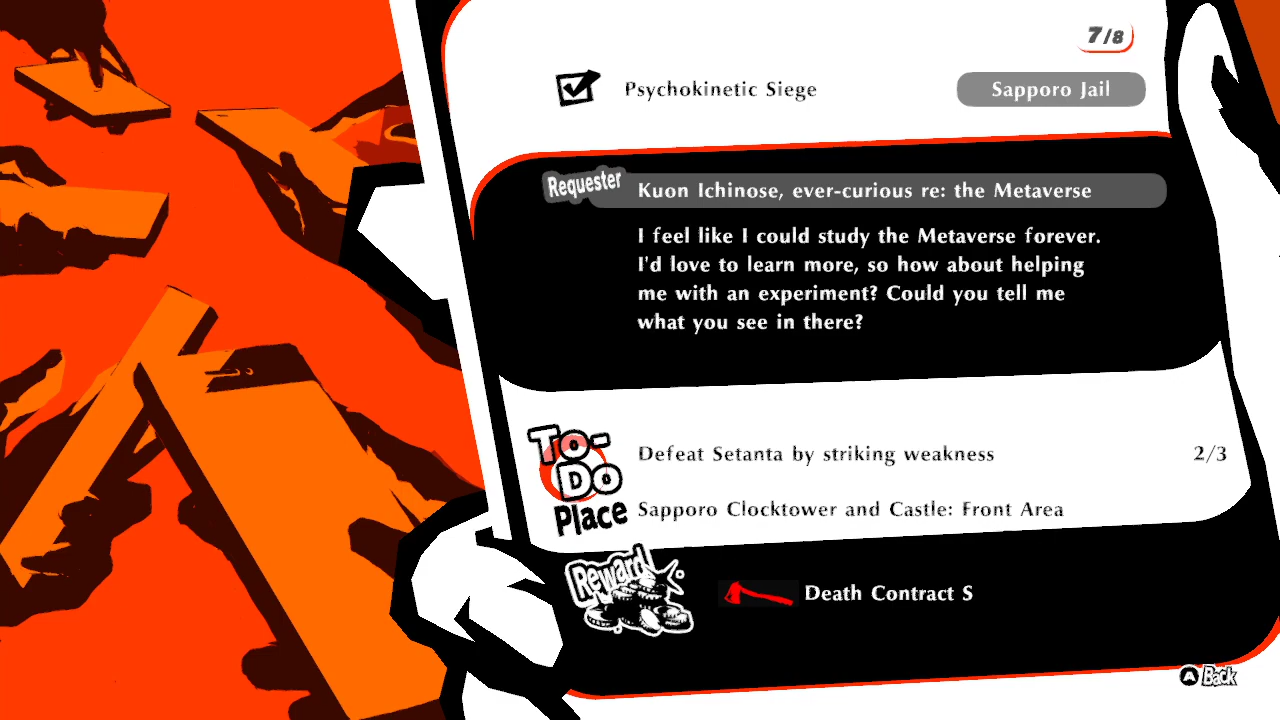 7/8
Psychokinetic Siege
Sapporo Jail
Requester
Kuon Ichinose, ever-curious re: the Metaverse
I feel like I could study the Metaverse forever.
I'd love to learn more, so how about helping
me with an experiment? Could you tell me
what you see in there?
To-
Do
Defeat Setanta by striking weakness
2/3
Place
Sapporo Clocktower and Castle: Front Area
Reward
Death Contract S
A Back